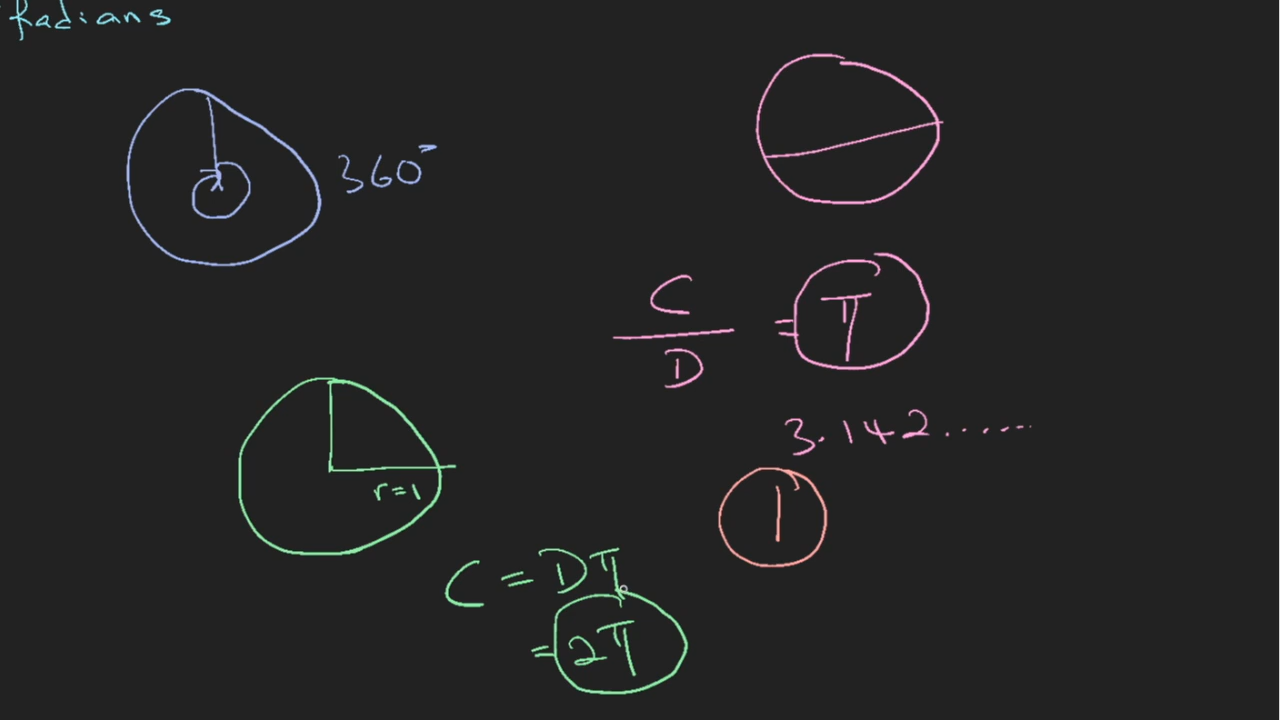 Radians
360°
C
D
= π
3.142......
r=1
1
C = Dπ
= 2π